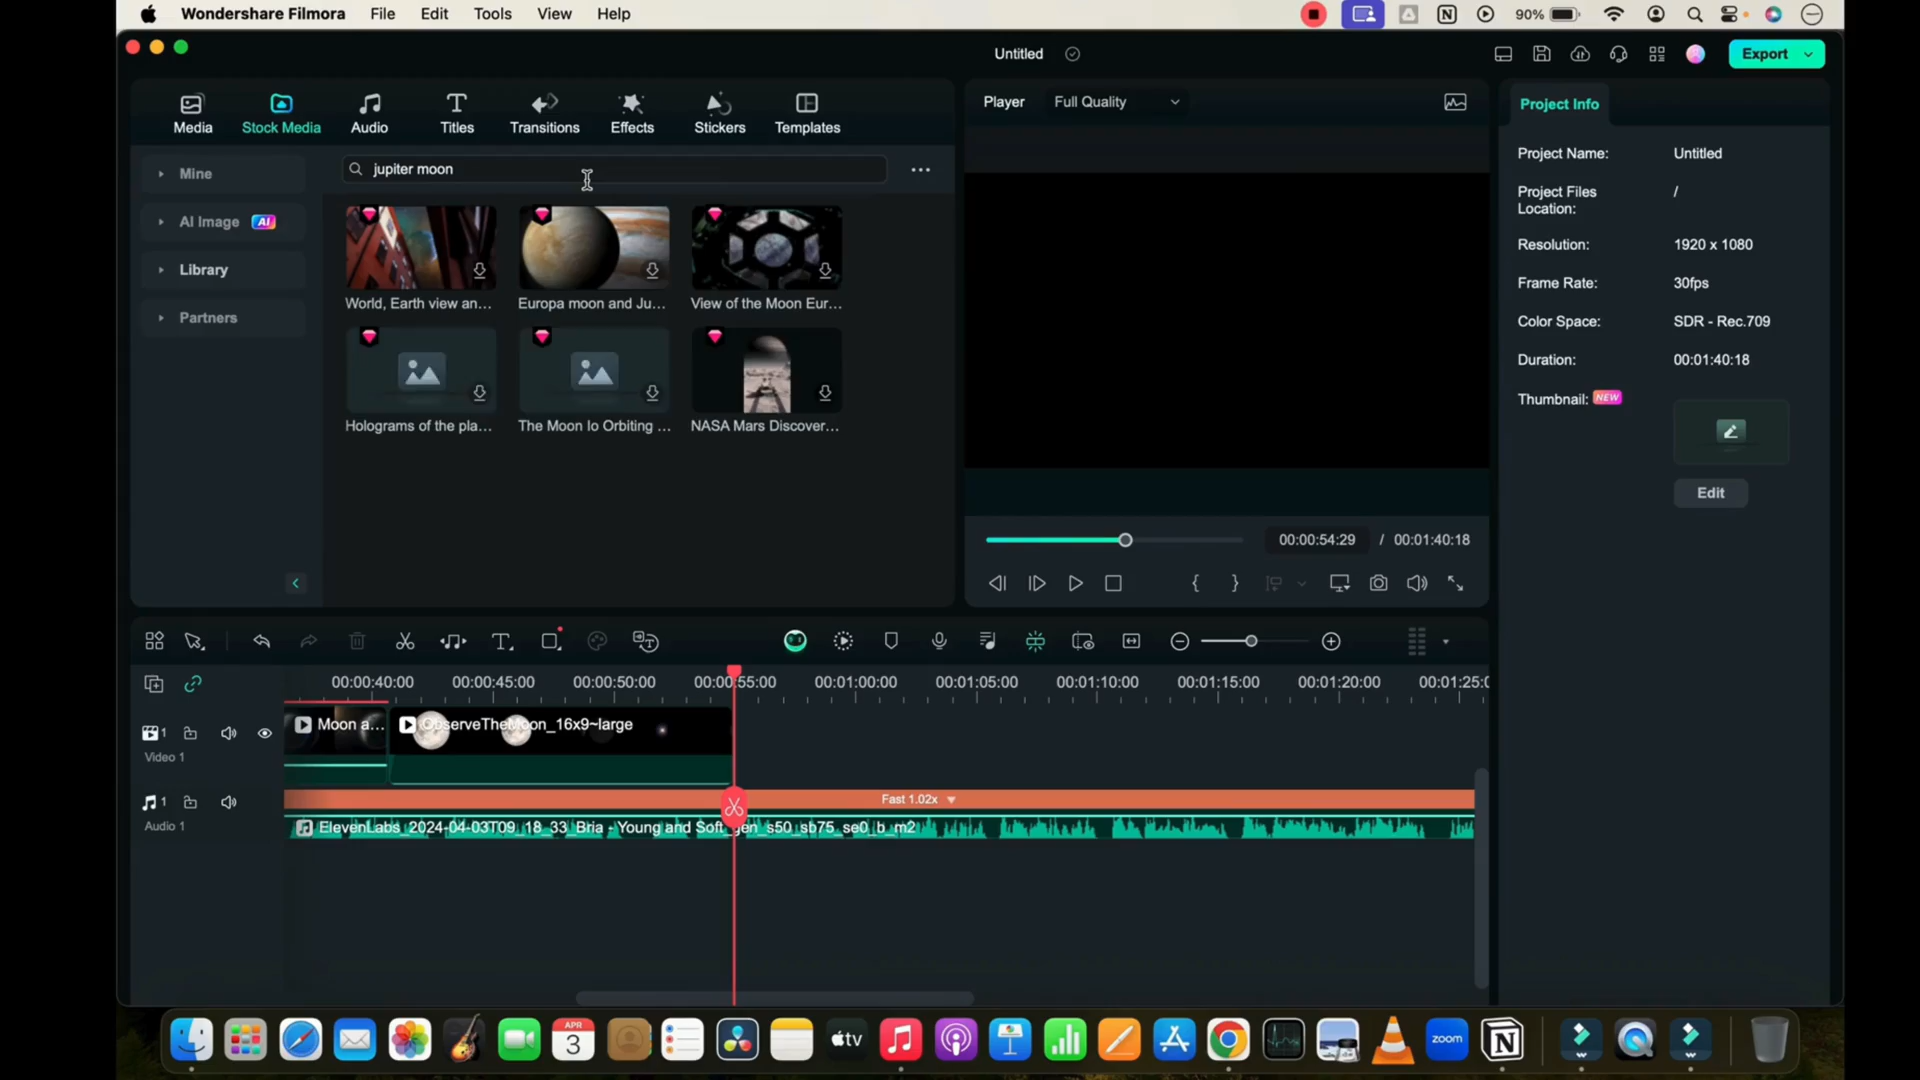 Wondershare Filmora File Edit Tools View Help
90%
Untitled
Export
Media Stock Media Audio Titles Transitions Effects Stickers Templates
Player Full Quality
Project Info
Mine
AI Image AI
Library
Partners
jupiter moon
World, Earth view an... Europa moon and Ju... View of the Moon Eur...
Holograms of the pla... The Moon Io Orbiting ... NASA Mars Discover...
Project Name: Untitled
Project Files Location: /
Resolution: 1920 x 1080
Frame Rate: 30fps
Color Space: SDR - Rec.709
Duration: 00:01:40:18
Thumbnail: NEW
Edit
00:00:54:29 / 00:01:40:18
00:00:40:00 00:00:45:00 00:00:50:00 00:00:55:00 00:01:00:00 00:01:05:00 00:01:10:00 00:01:15:00 00:01:20:00 00:01:25:0
1
Video 1
Moon a... ObserveTheMoon_16x9~large
1
Audio 1
Fast 1.02x
ElevenLabs_2024-04-03T09_18_33_Bria - Young and Soft_gen_s50_sb75_se0_b_m2
APR
3
tv
zoom